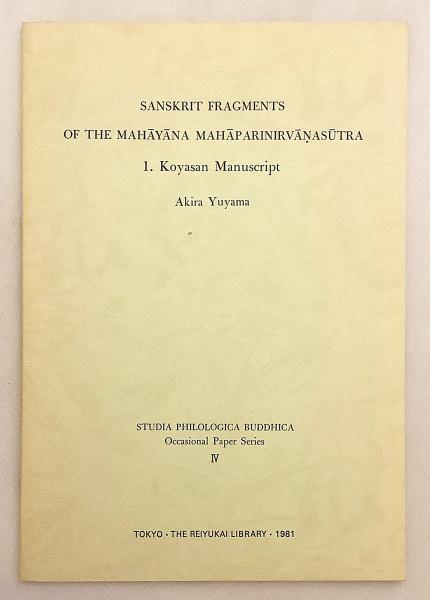 SANSKRIT FRAGMENTS
OF THE MAHĀYĀNA MAHĀPARINIRVĀṆASŪTRA
1. Koyasan Manuscript
Akira Yuyama
STUDIA PHILOLOGICA BUDDHICA
Occasional Paper Series
Ⅳ
TOKYO · THE REIYUKAI LIBRARY · 1981